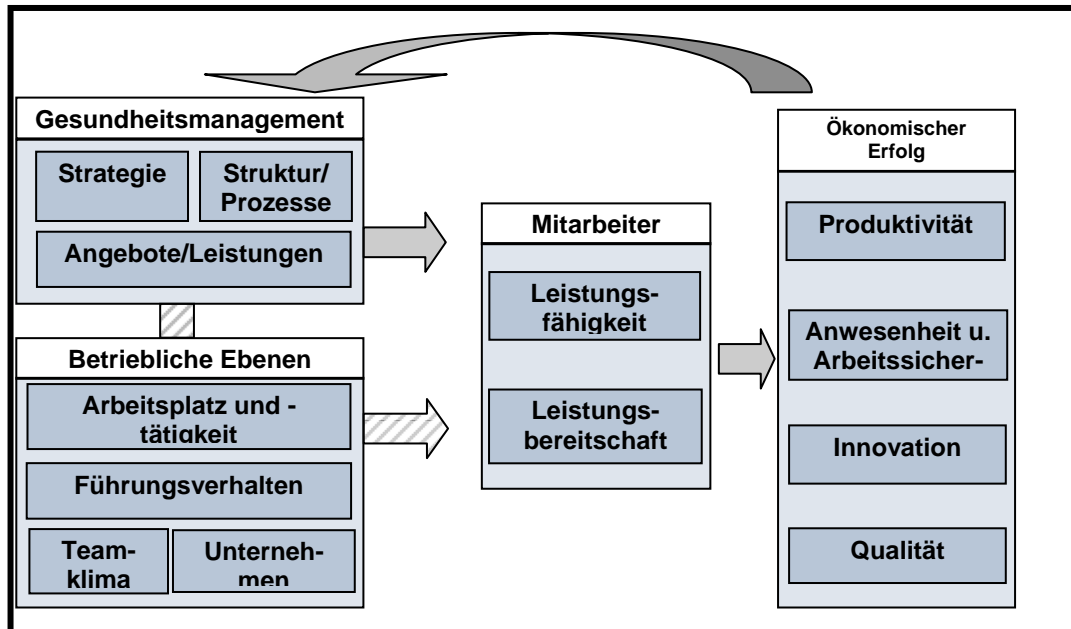 Gesundheitsmanagement
Strategie
Struktur/
Prozesse
Angebote/Leistungen
Betriebliche Ebenen
Arbeitsplatz und -
tätigkeit
Führungsverhalten
Team-
klima
Unterneh-
men
Mitarbeiter
Leistungs-
fähigkeit
Leistungs-
bereitschaft
Ökonomischer
Erfolg
Produktivität
Anwesenheit u.
Arbeitssicher-
Innovation
Qualität